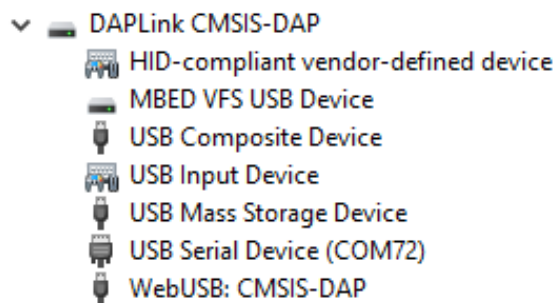 DAPLink CMSIS-DAP
HID-compliant vendor-defined device
MBED VFS USB Device
USB Composite Device
USB Input Device
USB Mass Storage Device
USB Serial Device (COM72)
WebUSB: CMSIS-DAP